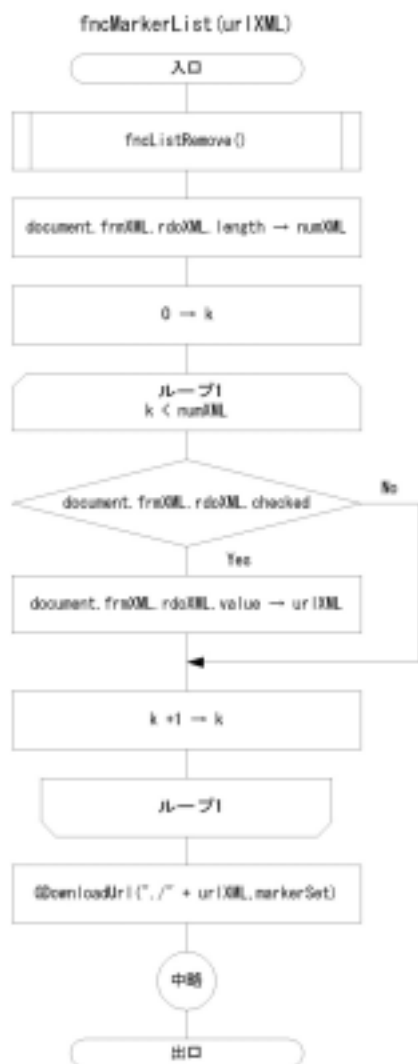 fncMarkerList(urlXML)
入口
fncListRemove()
document.frmXML.rdoXML.length → numXML
0 → k
ループ1
k < numXML
document.frmXML.rdoXML.checked
No
Yes
document.frmXML.rdoXML.value → urlXML
k +1 → k
ループ1
GDownloadUrl("./" + urlXML,markerSet)
中略
出口